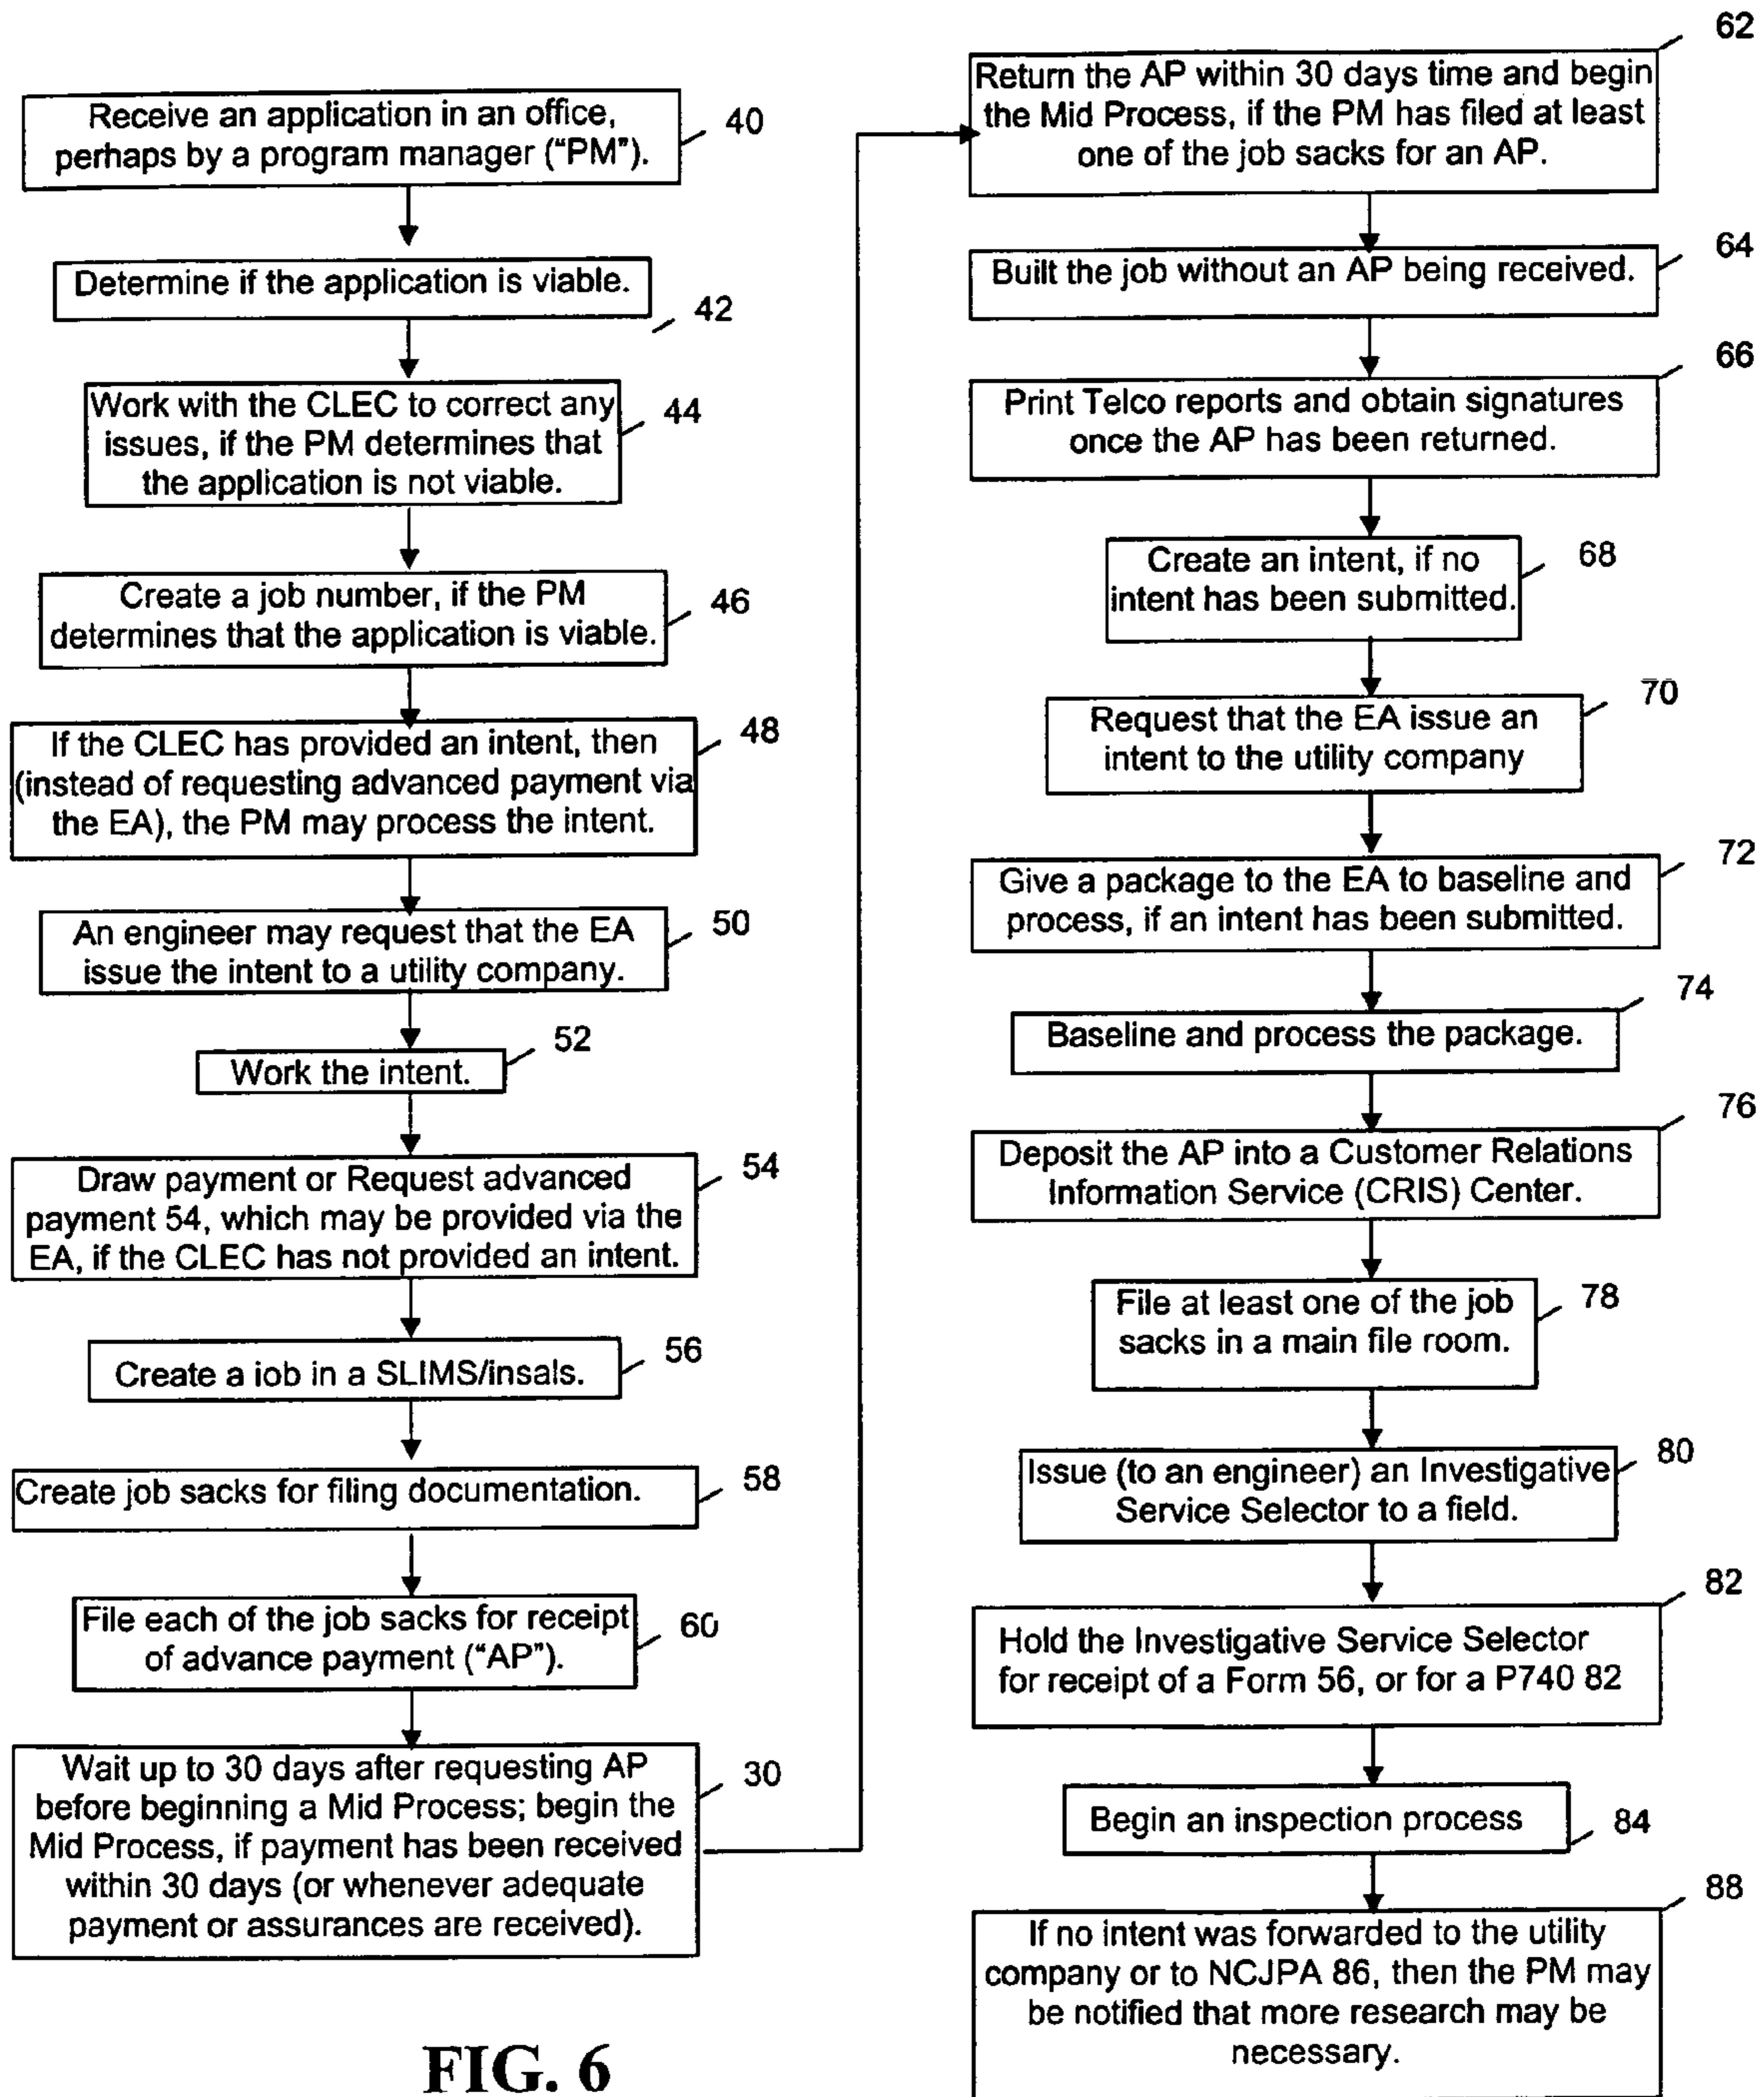 Receive an application in an office,
perhaps by a program manager (“PM”).
40
Determine if the application is viable.
42
Work with the CLEC to correct any
issues, if the PM determines that
the application is not viable.
44
Create a job number, if the PM
determines that the application is viable.
46
If the CLEC has provided an intent, then
(instead of requesting advanced payment via
the EA), the PM may process the intent.
48
An engineer may request that the EA
issue the intent to a utility company.
50
Work the intent.
52
Draw payment or Request advanced
payment 54, which may be provided via the
EA, if the CLEC has not provided an intent.
54
Create a iob in a SLIMS/insals.
56
Create job sacks for filing documentation.
58
File each of the job sacks for receipt
of advance payment (“AP”).
60
Wait up to 30 days after requesting AP
before beginning a Mid Process; begin the
Mid Process, if payment has been received
within 30 days (or whenever adequate
payment or assurances are received).
30
62
Return the AP within 30 days time and begin
the Mid Process, if the PM has filed at least
one of the job sacks for an AP.
64
Built the job without an AP being received.
66
Print Telco reports and obtain signatures
once the AP has been returned.
68
Create an intent, if no
intent has been submitted.
70
Request that the EA issue an
intent to the utility company
72
Give a package to the EA to baseline and
process, if an intent has been submitted.
74
Baseline and process the package.
76
Deposit the AP into a Customer Relations
Information Service (CRIS) Center.
78
File at least one of the job
sacks in a main file room.
80
Issue (to an engineer) an Investigative
Service Selector to a field.
82
Hold the Investigative Service Selector
for receipt of a Form 56, or for a P740 82
Begin an inspection process
84
88
If no intent was forwarded to the utility
company or to NCJPA 86, then the PM may
be notified that more research may be
necessary.
FIG. 6